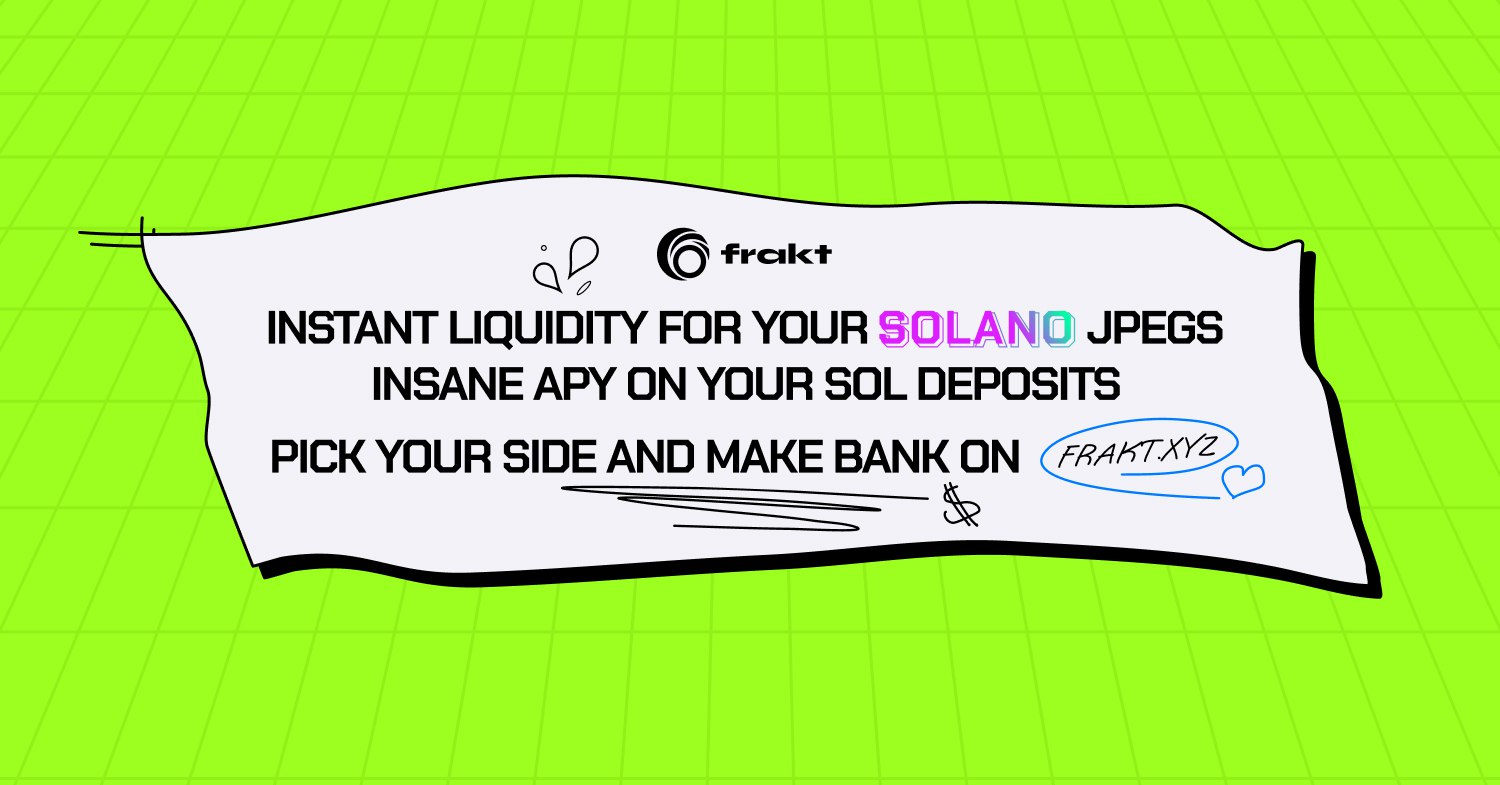 frakt
INSTANT LIQUIDITY FOR YOUR SOLANO JPEGS
INSANE APY ON YOUR SOL DEPOSITS
PICK YOUR SIDE AND MAKE BANK ON FRAKT.XYZ
$